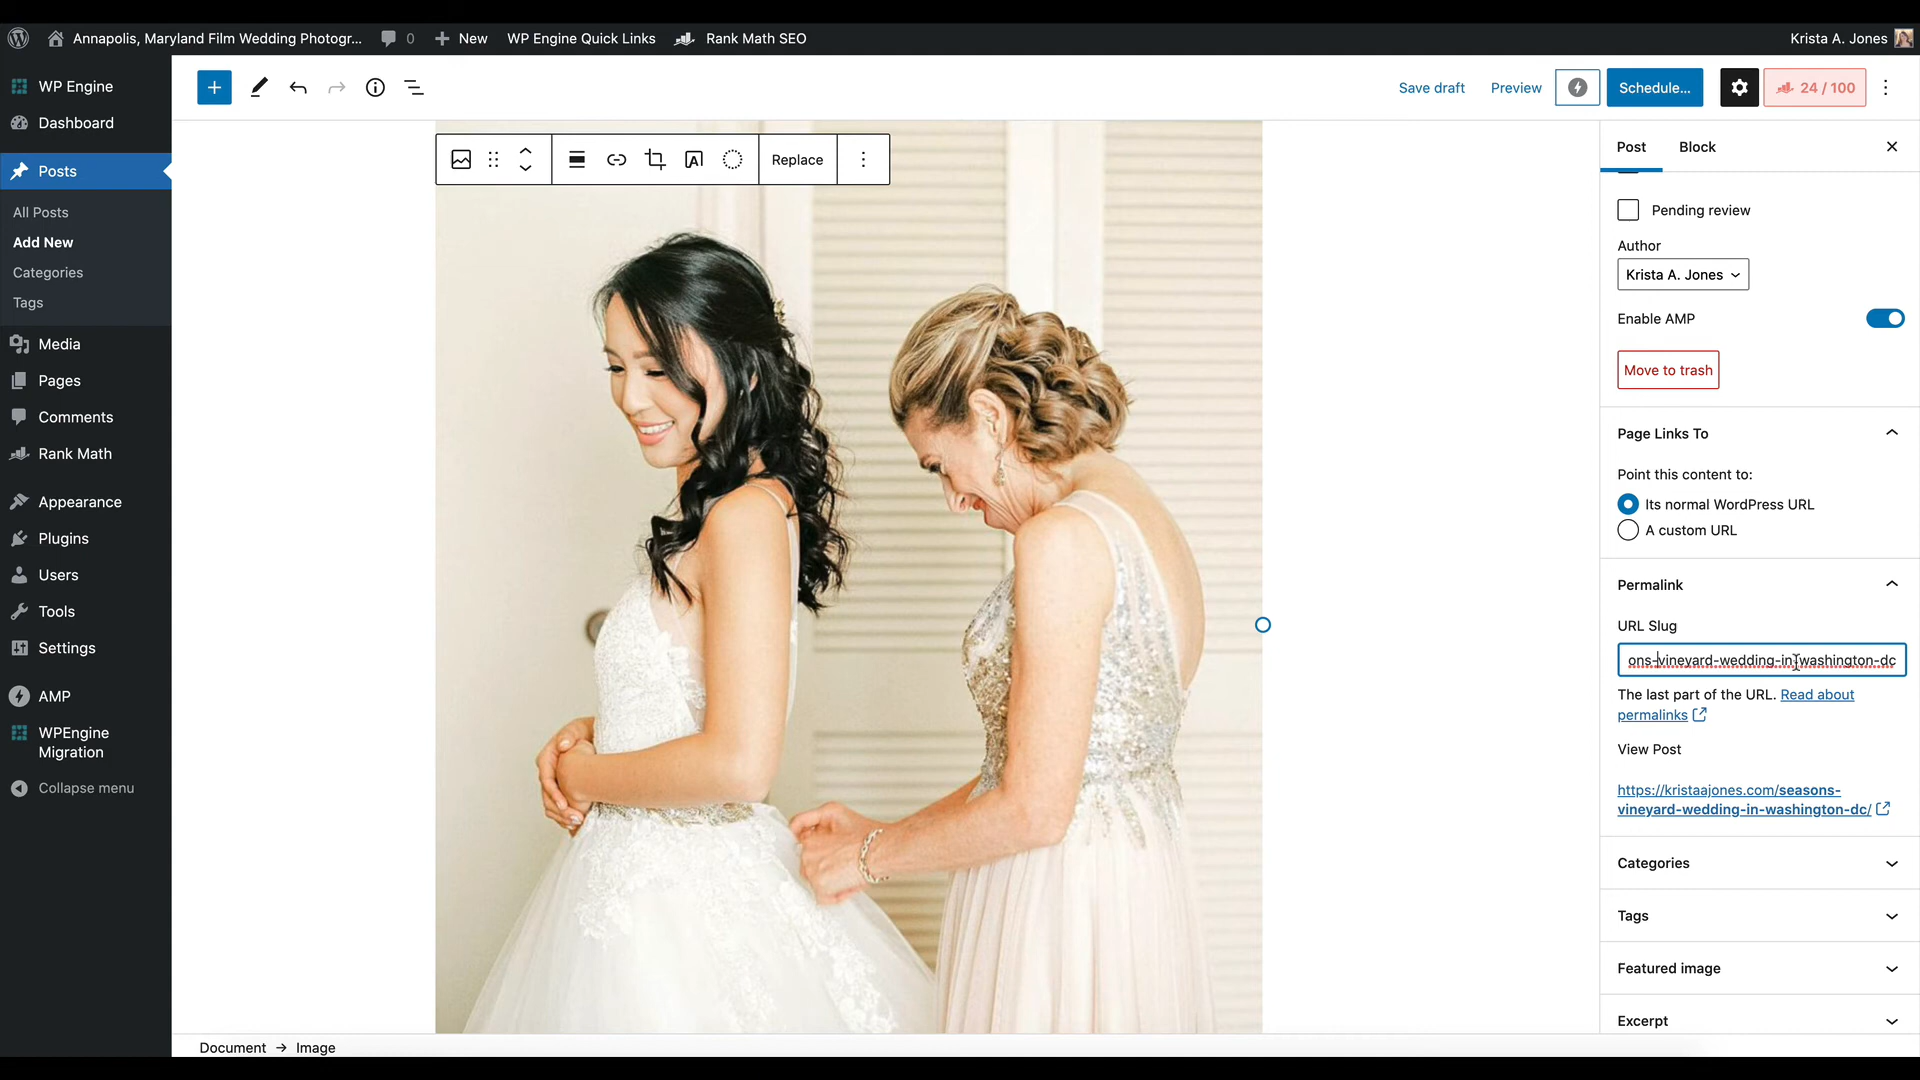 Annapolis, Maryland Film Wedding Photogr...
0
New
WP Engine Quick Links
Rank Math SEO
Krista A. Jones
WP Engine
Dashboard
Posts
All Posts
Add New
Categories
Tags
Media
Pages
Comments
Rank Math
Appearance
Plugins
Users
Tools
Settings
AMP
WPEngine
Migration
Collapse menu
Save draft
Preview
Schedule...
24 / 100
Replace
Document → Image
Post
Block
Pending review
Author
Krista A. Jones
Enable AMP
Move to trash
Page Links To
Point this content to:
Its normal WordPress URL
A custom URL
Permalink
URL Slug
ons-vineyard-wedding-in-washington-dc
The last part of the URL. Read about
permalinks
View Post
https://kristaajones.com/seasons-
vineyard-wedding-in-washington-dc/
Categories
Tags
Featured image
Excerpt